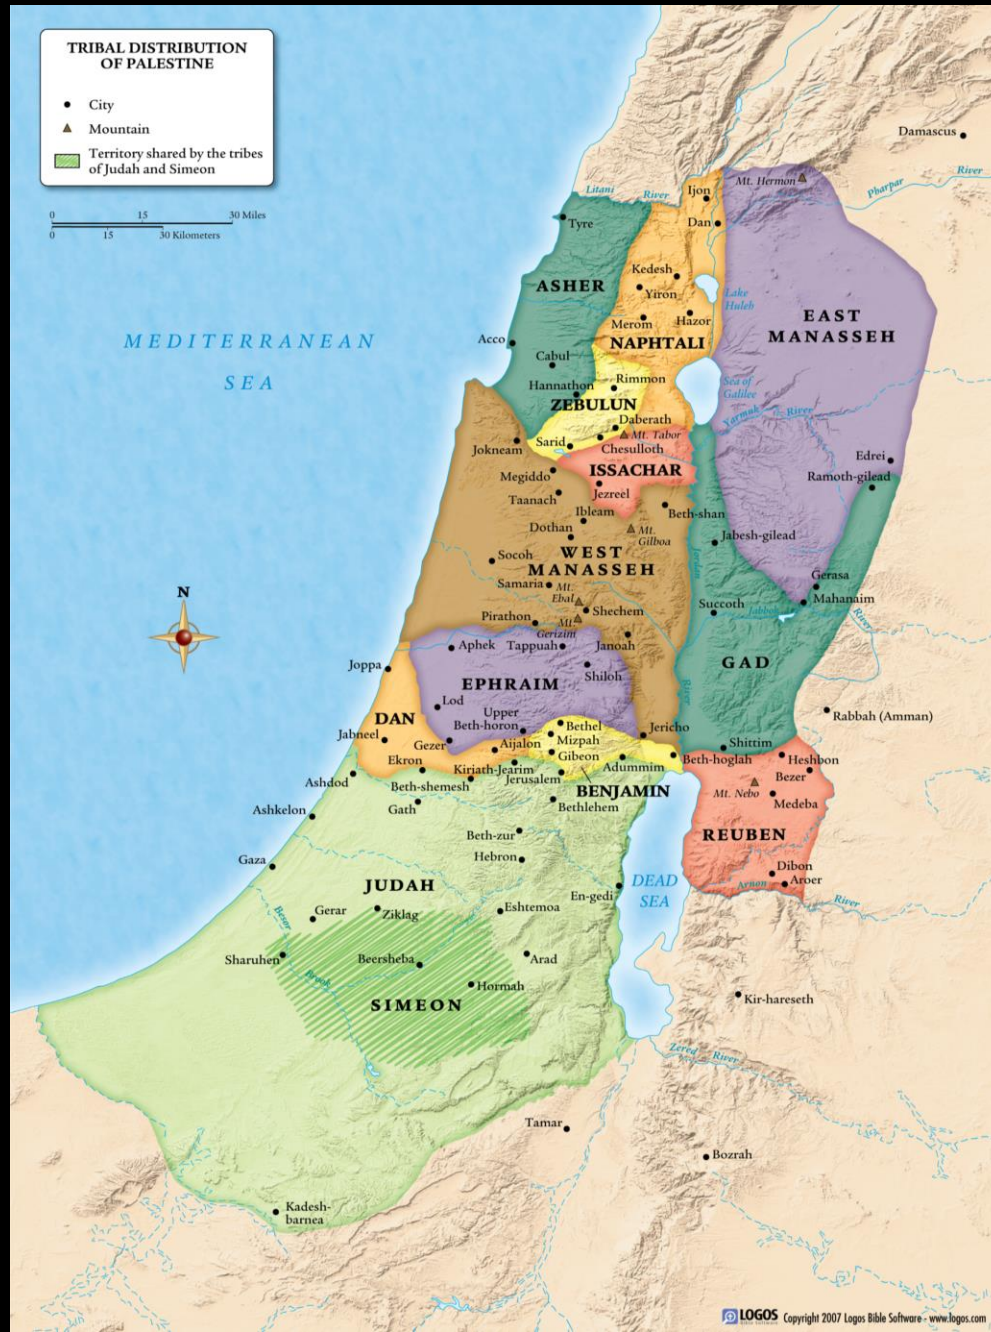 TRIBAL DISTRIBUTION
OF PALESTINE
City
Mountain
Territory shared by the tribes
of Judah and Simeon
0 15 30 Miles
0 15 30 Kilometers
Damascus
Litani River
Ijon
Mt. Hermon
Pharpar River
Tyre
Dan
Kedesh
ASHER
Yiron
Lake
Huleh
EAST
MANASSEH
Merom
Hazor
MEDITERRANEAN
SEA
Acco
NAPHTALI
Cabul
Hannathon
Rimmon
Sea of
Galilee
ZEBULUN
Yarmuk River
Daberath
Mt. Tabor
Jokneam
Sarid
Chesulloth
Edrei
Megiddo
ISSACHAR
Ramoth-gilead
Taanach
Jezreel
Ibleam
Beth-shan
Dothan
Mt.
Gilboa
Jabesh-gilead
WEST
MANASSEH
Socoh
Jordan
Samaria
Mt.
Ebal
Gerasa
N
Shechem
Succoth
Jabbok
Mahanaim
River
Pirathon
Mt.
Gerizim
Aphek
Tappuah
Janoah
Joppa
Shiloh
GAD
EPHRAIM
River
Lod
DAN
Upper
Beth-horon
Bethel
Rabbah (Amman)
Jabneel
Gezer
Mizpah
Jericho
Aijalon
Gibeon
Shittim
Ekron
Kiriath-Jearim
Adummim
Beth-hoglah
Heshbon
Ashdod
Beth-shemesh
Jerusalem
BENJAMIN
Bezer
Mt. Nebo
Ashkelon
Gath
Bethlehem
Medeba
Beth-zur
REUBEN
Gaza
Hebron
JUDAH
DEAD
SEA
Dibon
En-gedi
Arnon River
Aroer
Gerar
Ziklag
Eshtemoa
Besor
Brook
Sharuhen
Beersheba
Arad
Hormah
SIMEON
Kir-hareseth
Zered River
Tamar
Bozrah
Kadesh-
barnea
LOGOS
Copyright 2007 Logos Bible Software - www.logos.com